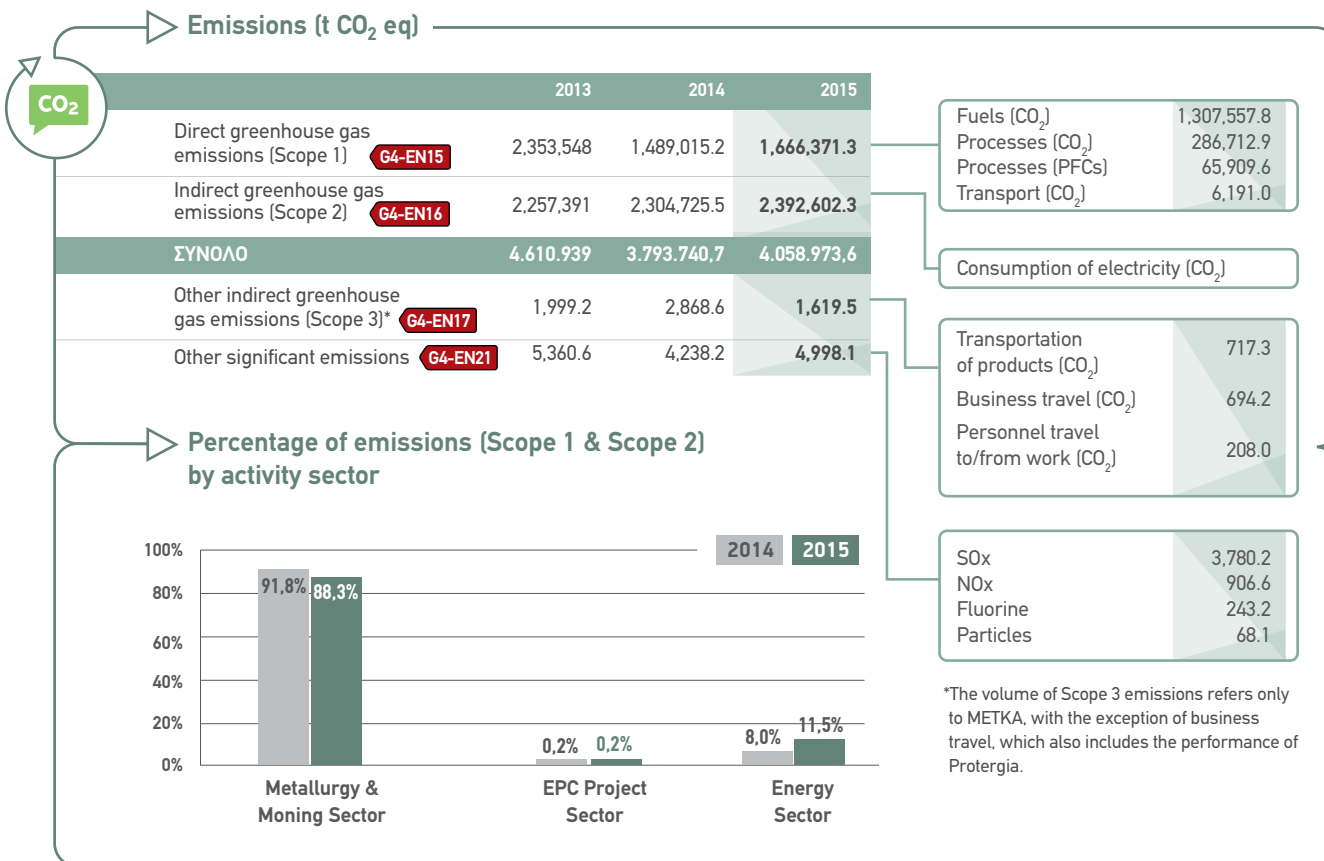 Emissions (t CO₂ eq)
CO₂
2013 2014 2015
Direct greenhouse gas
emissions (Scope 1) G4-EN15 2,353,548 1,489,015.2 1,666,371.3
Indirect greenhouse gas
emissions (Scope 2) G4-EN16 2,257,391 2,304,725.5 2,392,602.3
ΣΥΝΟΛΟ 4.610.939 3.793.740,7 4.058.973,6
Other indirect greenhouse
gas emissions (Scope 3)* G4-EN17 1,999.2 2,868.6 1,619.5
Other significant emissions G4-EN21 5,360.6 4,238.2 4,998.1
Fuels (CO₂) 1,307,557.8
Processes (CO₂) 286,712.9
Processes (PFCs) 65,909.6
Transport (CO₂) 6,191.0
Consumption of electricity (CO₂)
Transportation
of products (CO₂) 717.3
Business travel (CO₂) 694.2
Personnel travel
to/from work (CO₂) 208.0
SOx 3,780.2
NOx 906.6
Fluorine 243.2
Particles 68.1
*The volume of Scope 3 emissions refers only
to METKA, with the exception of business
travel, which also includes the performance of
Protergia.
Percentage of emissions (Scope 1 & Scope 2)
by activity sector
2014 2015
100%
80%
60%
40%
20%
0%
91,8% 88,3%
0,2% 0,2%
8,0% 11,5%
Metallurgy &
Moning Sector
EPC Project
Sector
Energy
Sector